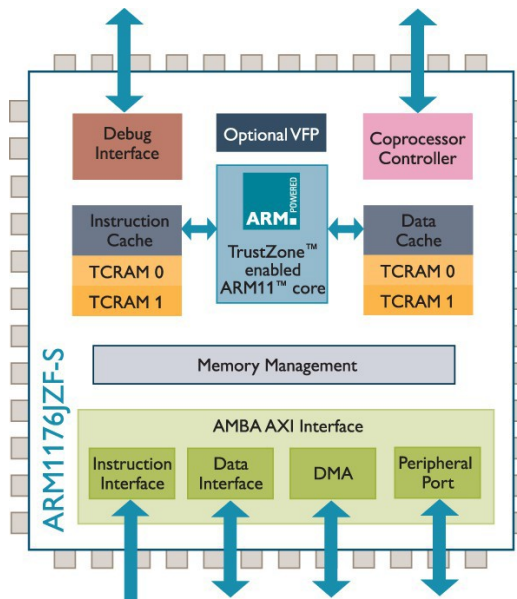 Debug
Interface
Optional VFP
Coprocessor
Controller
Instruction
Cache
TCRAM 0
TCRAM 1
ARM
POWERED
TrustZone™
enabled
ARM11™ core
Data
Cache
TCRAM 0
TCRAM 1
Memory Management
ARM1176JZF-S
AMBA AXI Interface
Instruction
Interface
Data
Interface
DMA
Peripheral
Port